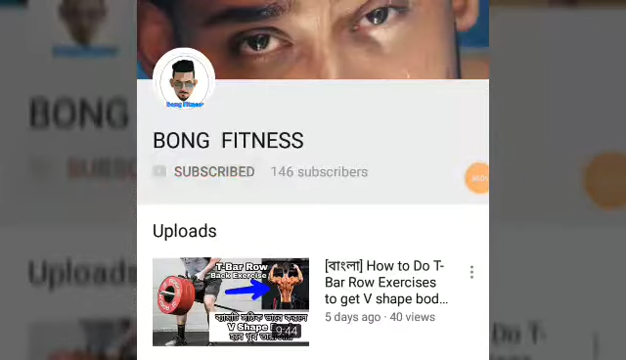 Bong Fitness
BONG FITNESS
SUBSCRIBED 146 subscribers
Uploads
T-Bar Row
Back Exercise
V Shape
0:44
[বাংলা] How to Do T-
Bar Row Exercises
to get V shape bod...
5 days ago · 40 views